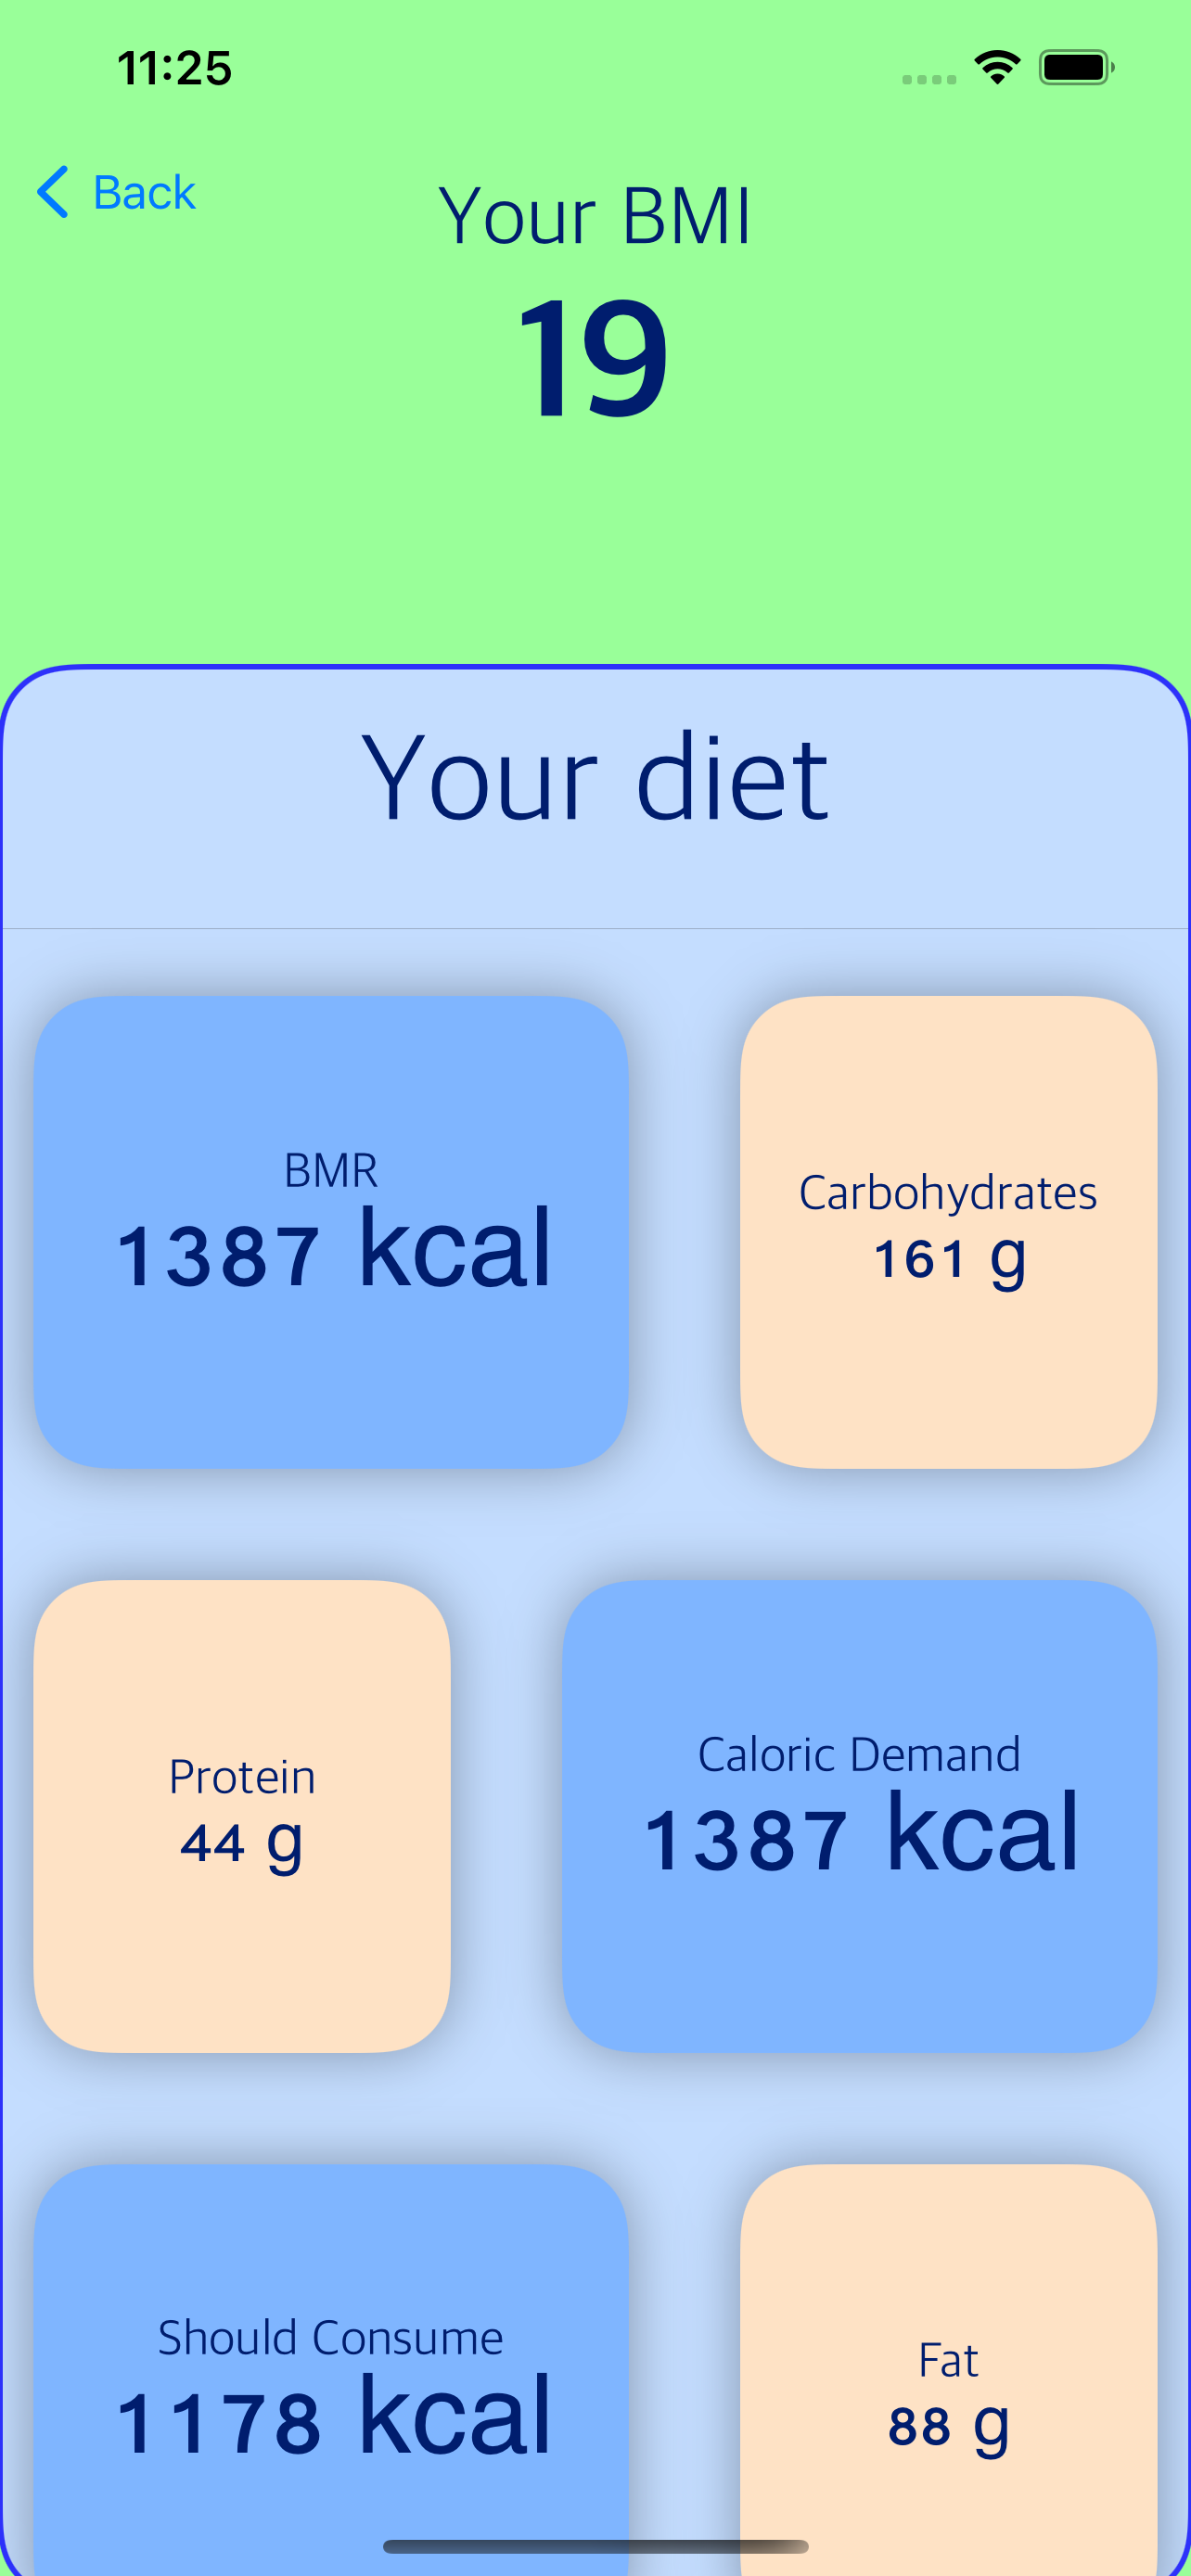 11:25
Back
Your BMI
19
Your diet
BMR
1387 kcal
Carbohydrates
161 g
Protein
44 g
Caloric Demand
1387 kcal
Should Consume
1178 kcal
Fat
88 g